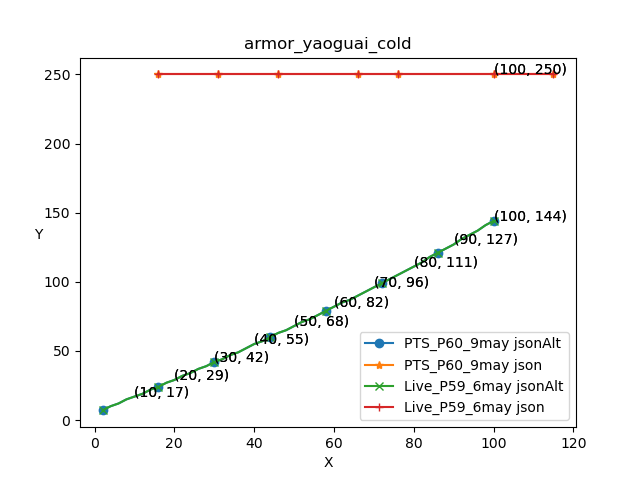 armor_yaoguai_cold
250
200
150
100
50
0
Y
(100, 250)
(100, 144)
(90, 127)
(80, 111)
(70, 96)
(60, 82)
(50, 68)
(40, 55)
(30, 42)
(20, 29)
(10, 17)
PTS_P60_9may jsonAlt
PTS_P60_9may json
Live_P59_6may jsonAlt
Live_P59_6may json
0 20 40 60 80 100 120
X